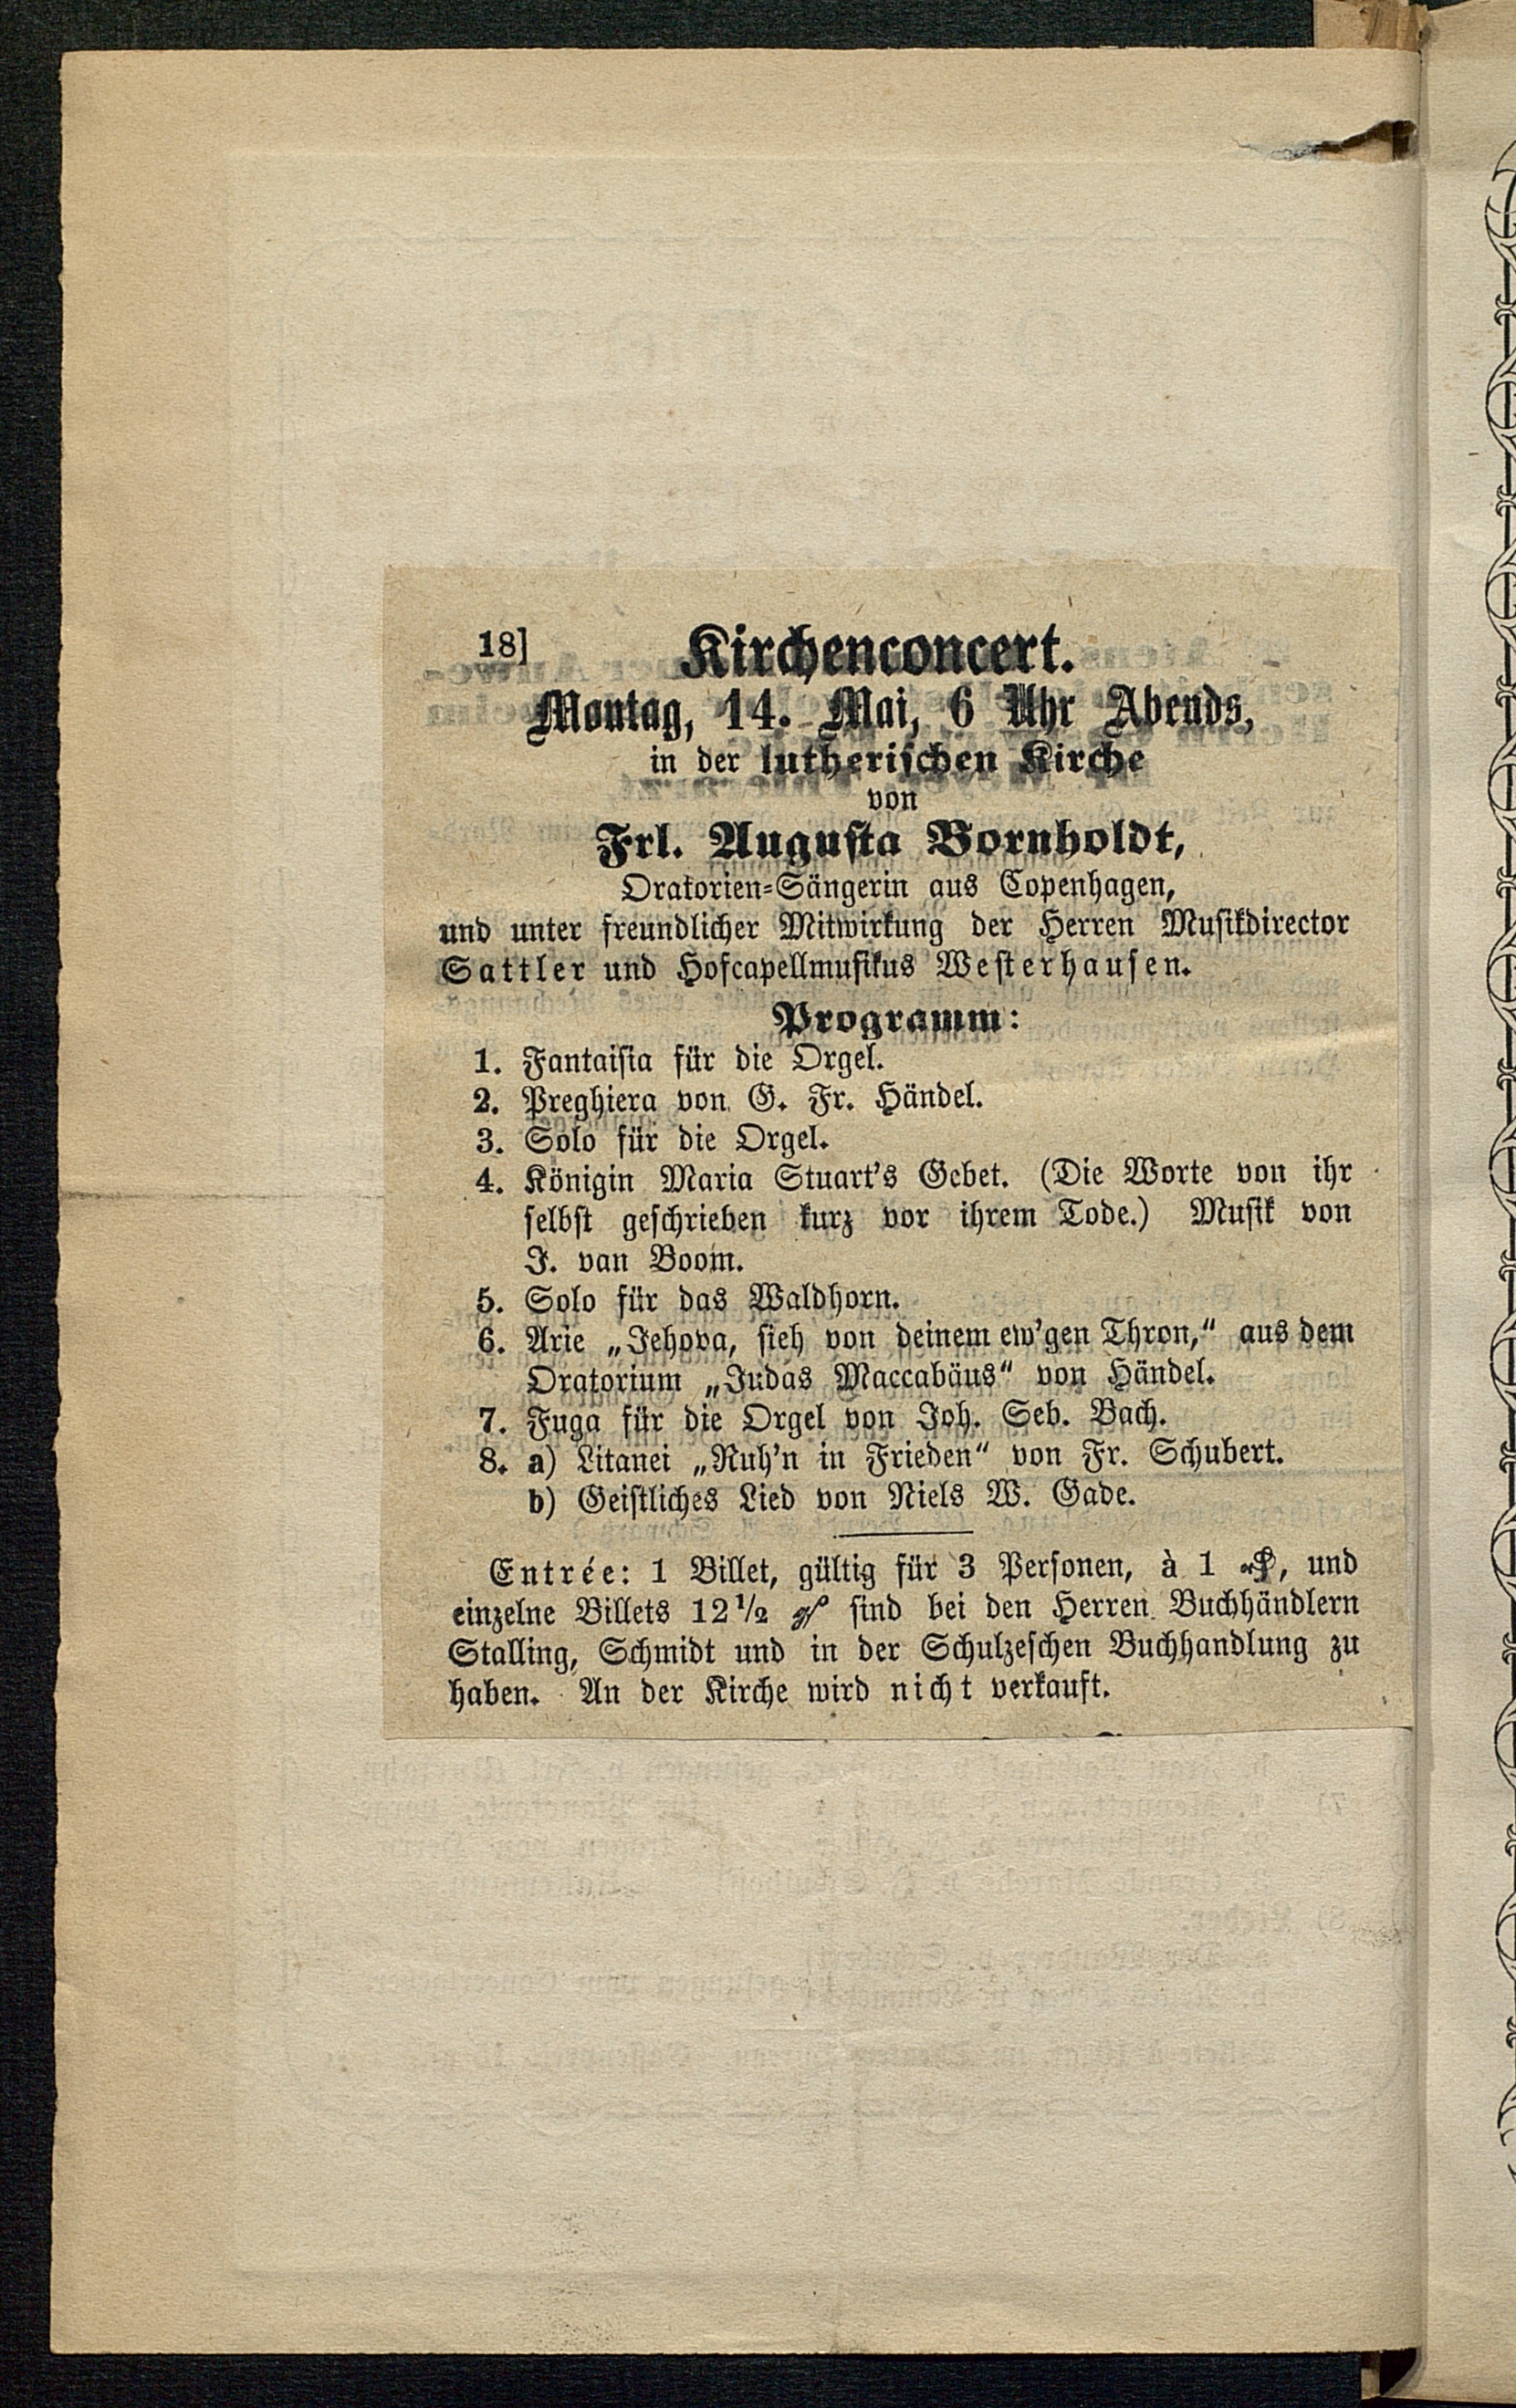 18] Kirchenconcert.
Montag, 14. Mai, 6 Uhr Abends,
in der lutherischen Kirche
von
Frl. Augusta Bornholdt,
Oratorien-Sängerin aus Copenhagen,
und unter freundlicher Mitwirkung der Herren Musikdirector
Sattler und Hofcapellmusikus Westerhausen.
Programm:
1. Fantaisia für die Orgel.
2. Preghiera von G. Fr. Händel.
3. Solo für die Orgel.
4. Königin Maria Stuart's Gebet. (Die Worte von ihr
selbst geschrieben kurz vor ihrem Tode.) Musik von
J. van Boom.
5. Solo für das Waldhorn.
6. Arie „Jehova, sieh von deinem ew'gen Thron,“ aus dem
Oratorium „Judas Maccabäus“ von Händel.
7. Fuga für die Orgel von Joh. Seb. Bach.
8. a) Litanei „Ruh'n in Frieden“ von Fr. Schubert.
b) Geistliches Lied von Niels W. Gade.
Entrée: 1 Billet, gültig für 3 Personen, à 1 ₰, und
einzelne Billets 12 1/2 gr sind bei den Herren Buchhändlern
Stalling, Schmidt und in der Schulzeschen Buchhandlung zu
haben. An der Kirche wird nicht verkauft.